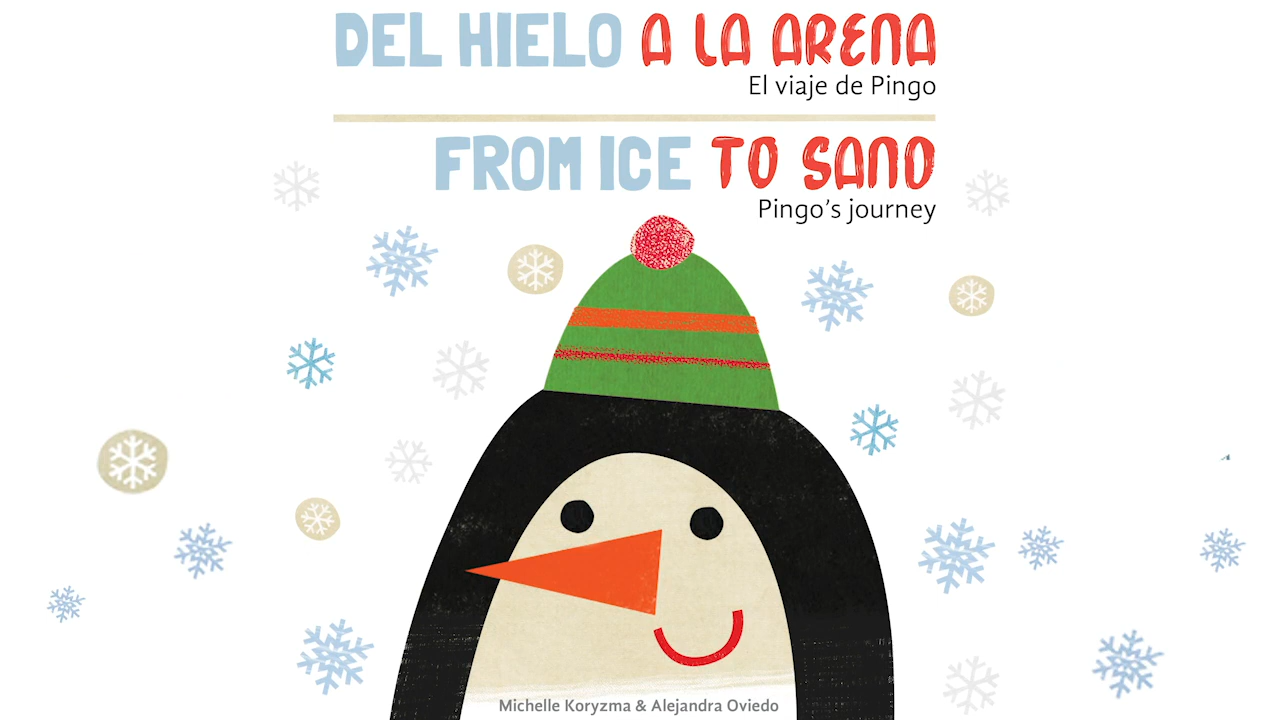 DEL HIELO A LA ARENA
El viaje de Pingo
FROM ICE TO SAND
Pingo's journey
Michelle Koryzma & Alejandra Oviedo